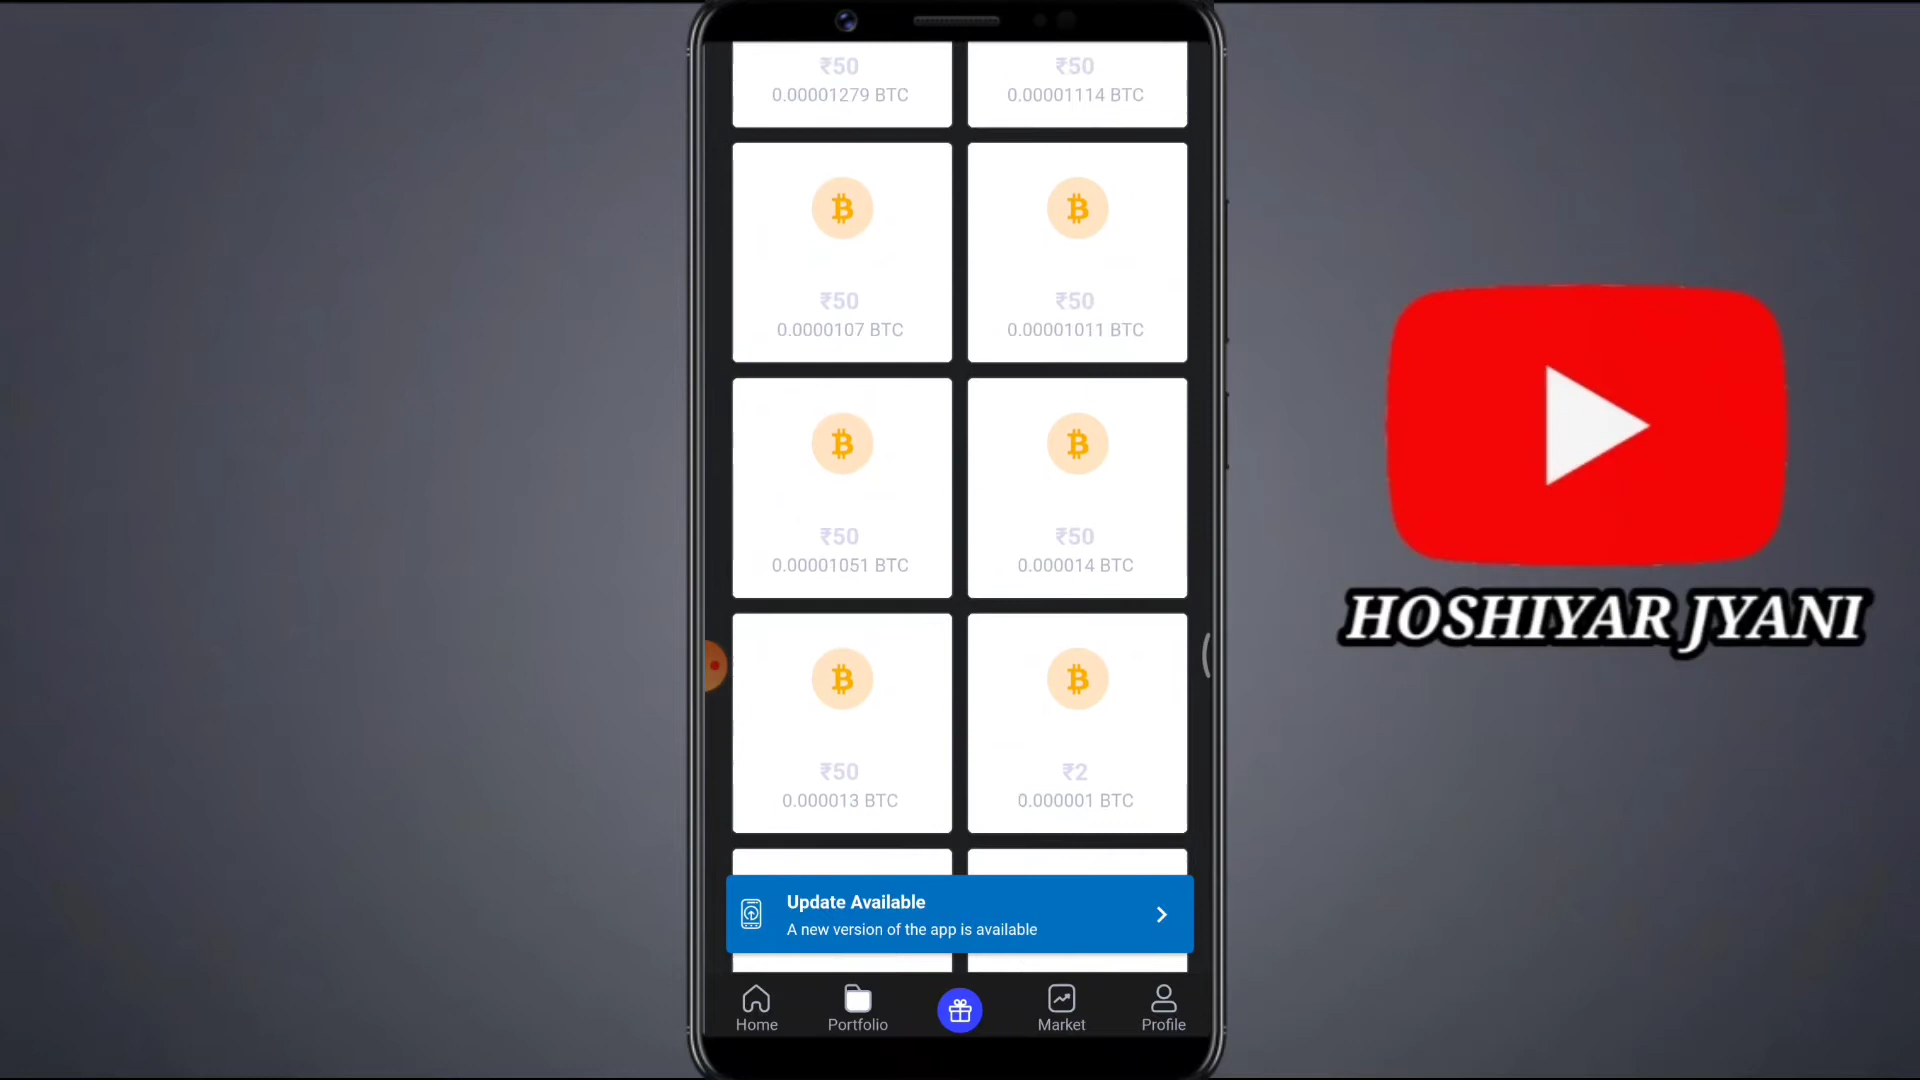 ₹50 ₹50
0.00001279 BTC 0.00001114 BTC
₹50 ₹50
0.0000107 BTC 0.00001011 BTC
₹50 ₹50
0.00001051 BTC 0.000014 BTC
₹50 ₹2
0.000013 BTC 0.000001 BTC
Update Available
A new version of the app is available
Home Portfolio Market Profile
HOSHIYAR JYANI